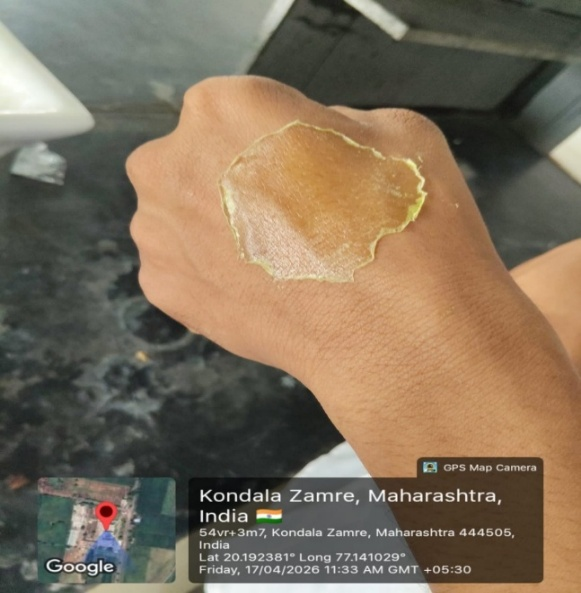 GPS Map Camera
Kondala Zamre, Maharashtra,
India 🇮🇳
54vr+3m7, Kondala Zamre, Maharashtra 444505,
India
Lat 20.192381° Long 77.141029°
Friday, 17/04/2026 11:33 AM GMT +05:30
Google